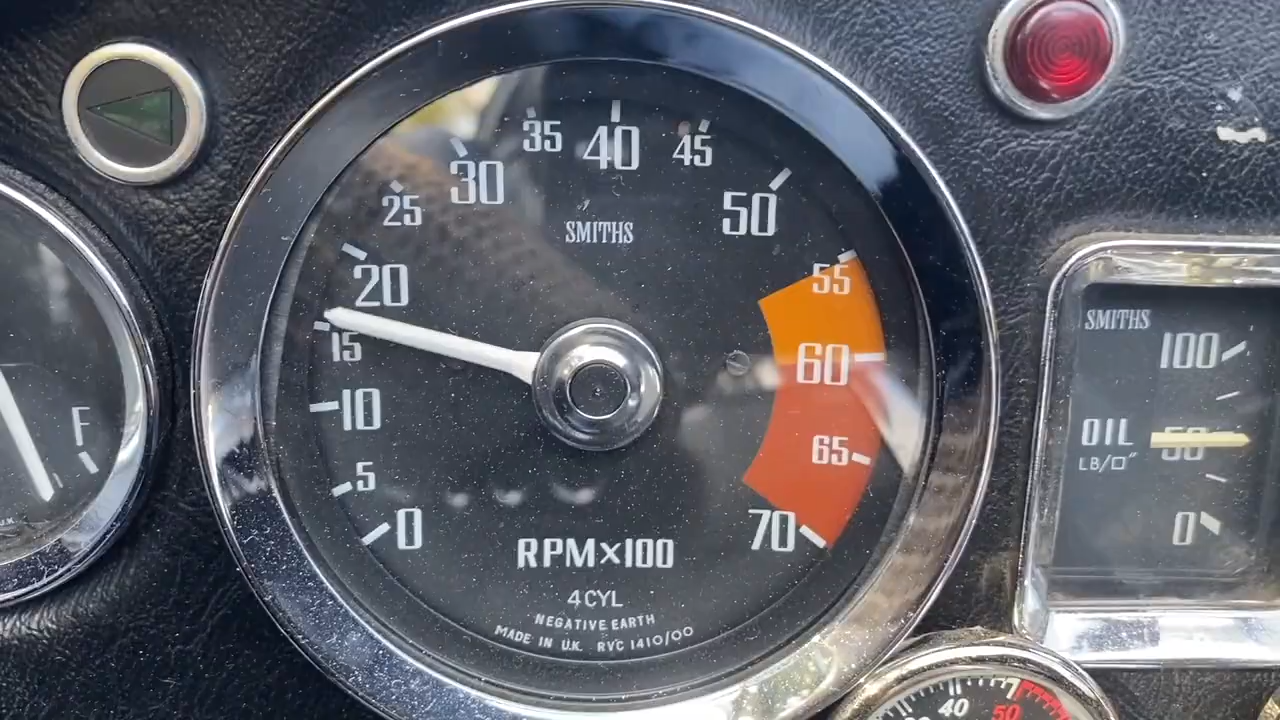 35 40 45
30
25
50
SMITHS
20
55
15
60
10
65
5
0
70
RPM×100
4 CYL
NEGATIVE EARTH
MADE IN U.K. RVC 1410/00
F
U.K
SMITHS
100
OIL
50
LB/□"
0
40
50